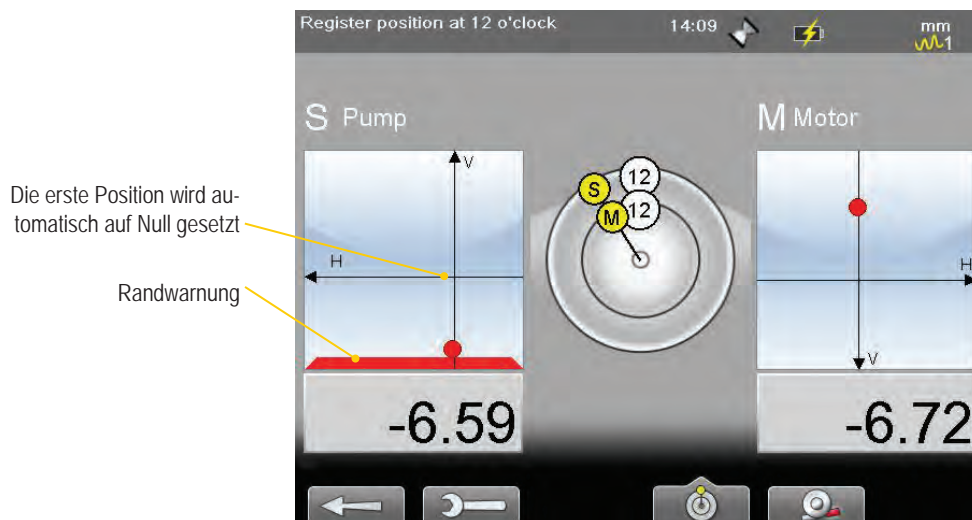 Register position at 12 o'clock
14:09
mm
1
S Pump
M Motor
V
H
S
12
M
12
H
V
Die erste Position wird au-
tomatisch auf Null gesetzt
Randwarnung
-6.59
-6.72